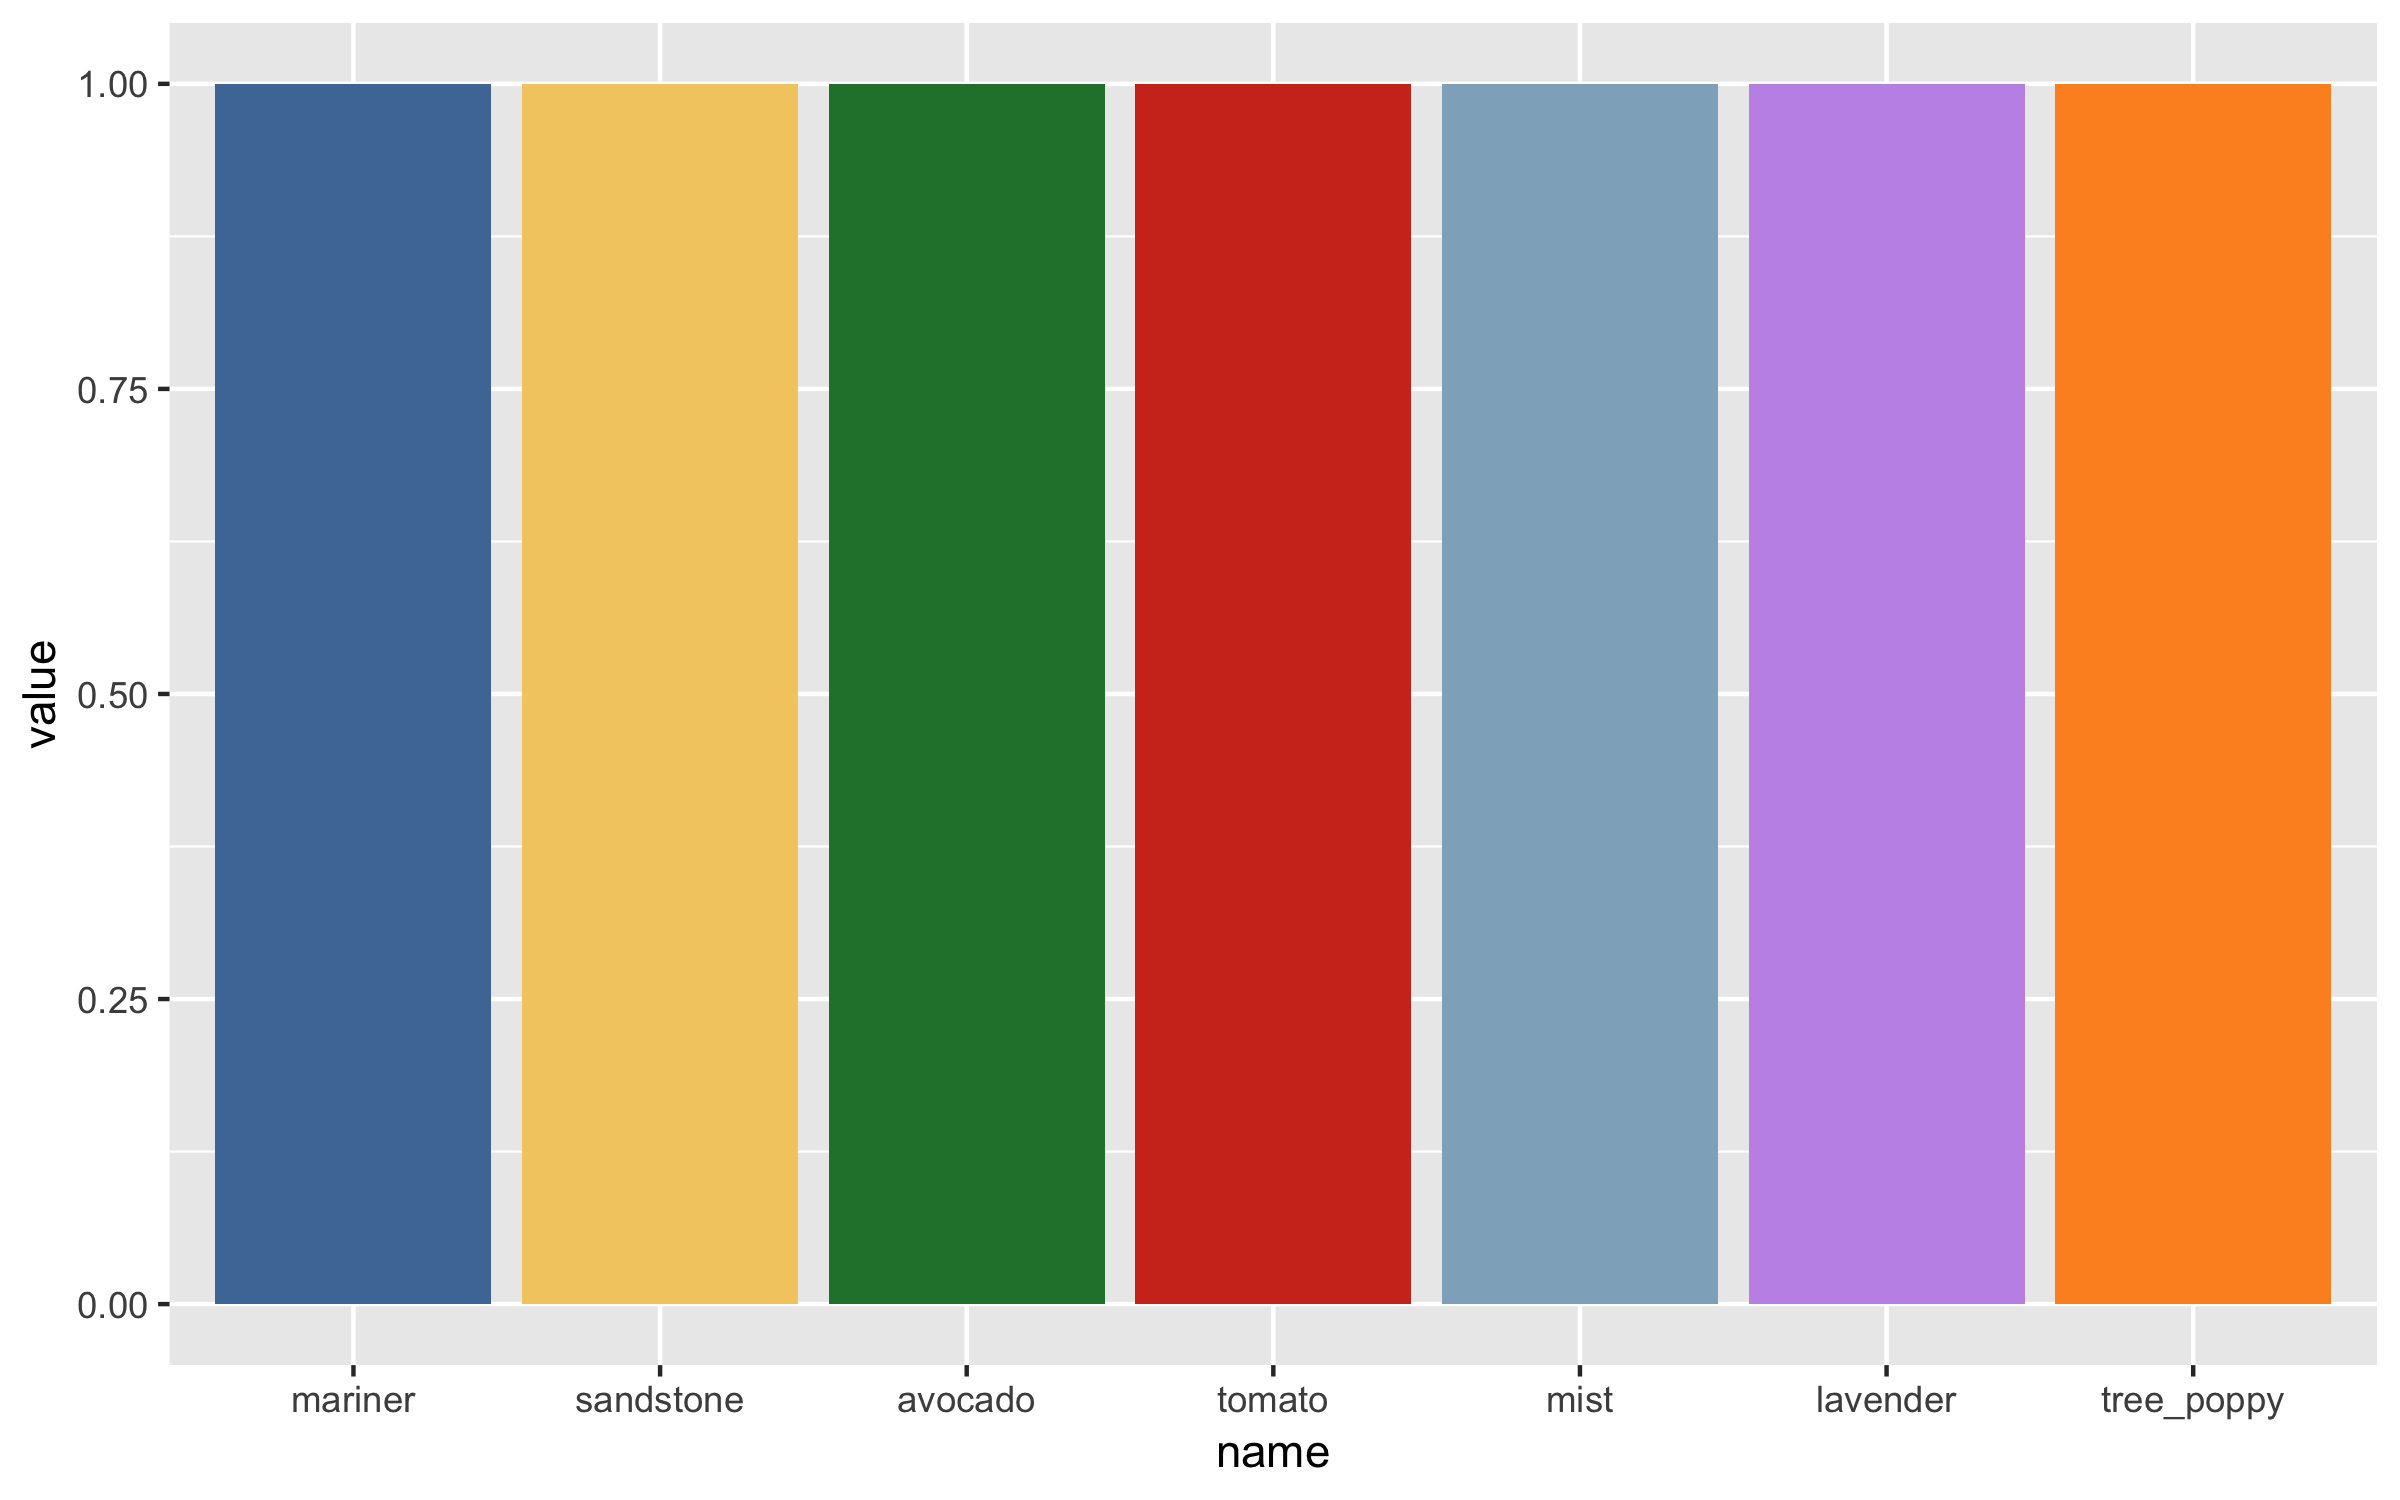 value
1.00
0.75
0.50
0.25
0.00
mariner sandstone avocado tomato mist lavender tree_poppy
name